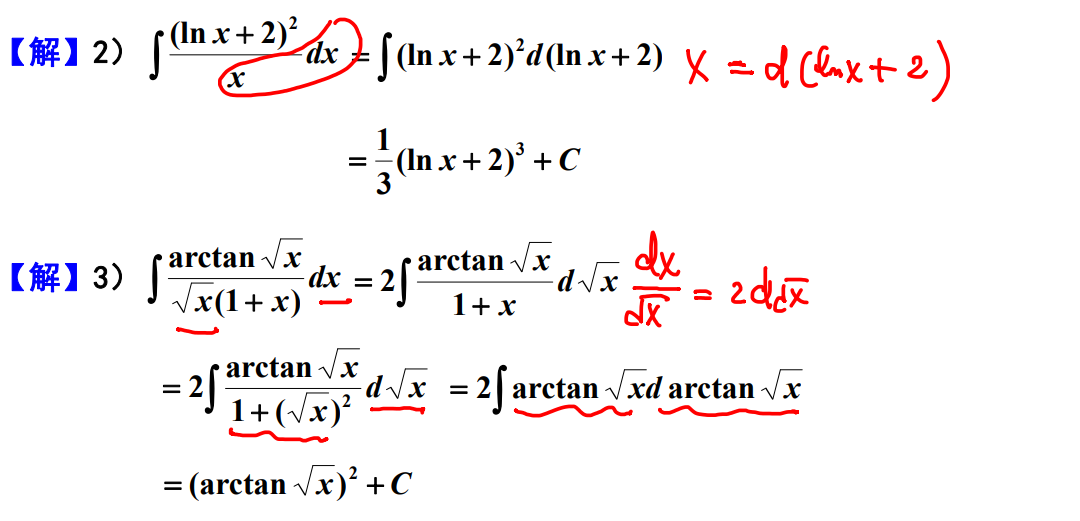 【解】2) ∫ (ln x + 2)² / x dx = ∫ (ln x + 2)² d(ln x + 2) x = d(ln x + 2)
= 1/3 (ln x + 2)³ + C
【解】3) ∫ arctan √x / (√x(1 + x)) dx = 2∫ arctan √x / (1 + x) d√x dx/√x = 2d√x
= 2∫ arctan √x / (1 + (√x)²) d√x = 2∫ arctan √x d arctan √x
= (arctan √x)² + C